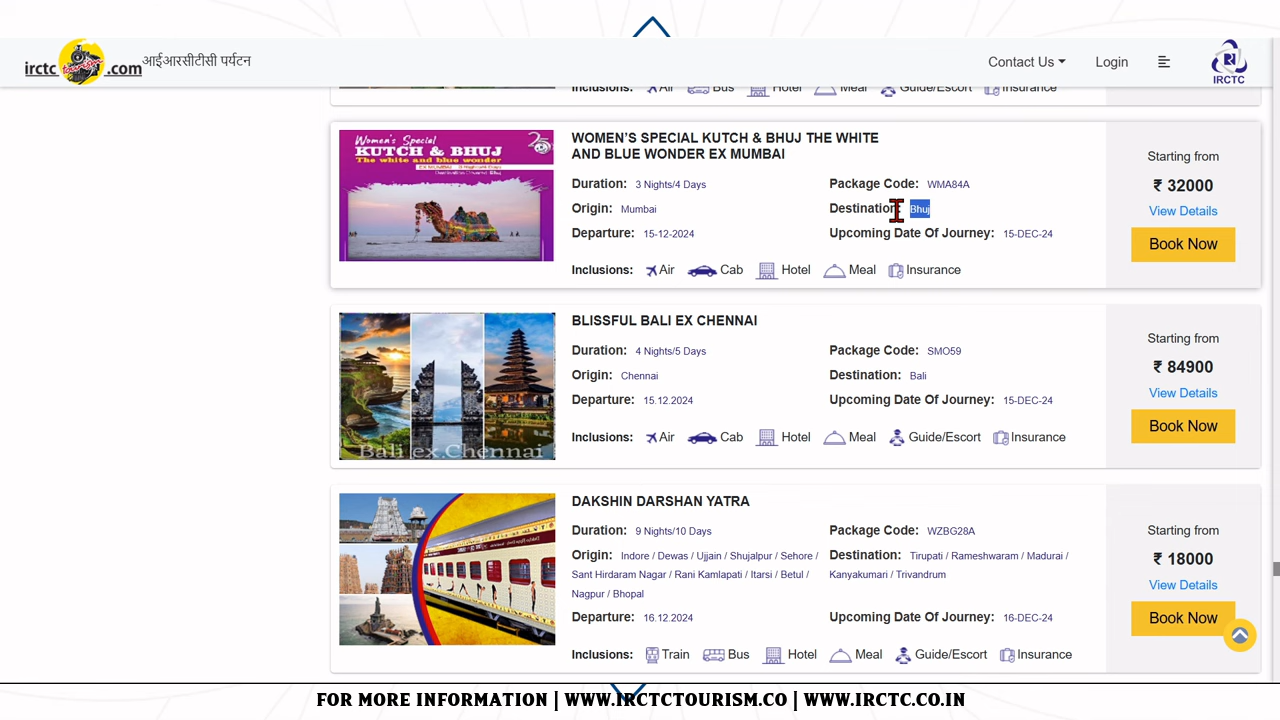 irctc tourism .com आईआरसीटीसी पर्यटन
Contact Us Login
IRCTC
Inclusions: Air Bus Hotel Meal Guide/Escort Insurance
Women's Special
KUTCH & BHUJ
The white and blue wonder
WOMEN’S SPECIAL KUTCH & BHUJ THE WHITE
AND BLUE WONDER EX MUMBAI
Duration: 3 Nights/4 Days Package Code: WMA84A
Origin: Mumbai Destination: Bhuj
Departure: 15-12-2024 Upcoming Date Of Journey: 15-DEC-24
Inclusions: Air Cab Hotel Meal Insurance
Starting from
₹ 32000
View Details
Book Now
Bali ex.Chennai
BLISSFUL BALI EX CHENNAI
Duration: 4 Nights/5 Days Package Code: SMO59
Origin: Chennai Destination: Bali
Departure: 15.12.2024 Upcoming Date Of Journey: 15-DEC-24
Inclusions: Air Cab Hotel Meal Guide/Escort Insurance
Starting from
₹ 84900
View Details
Book Now
DAKSHIN DARSHAN YATRA
Duration: 9 Nights/10 Days Package Code: WZBG28A
Origin: Indore / Dewas / Ujjain / Shujalpur / Sehore /
Sant Hirdaram Nagar / Rani Kamlapati / Itarsi / Betul /
Nagpur / Bhopal
Destination: Tirupati / Rameshwaram / Madurai /
Kanyakumari / Trivandrum
Departure: 16.12.2024 Upcoming Date Of Journey: 16-DEC-24
Inclusions: Train Bus Hotel Meal Guide/Escort Insurance
Starting from
₹ 18000
View Details
Book Now
FOR MORE INFORMATION | WWW.IRCTCTOURISM.CO | WWW.IRCTC.CO.IN